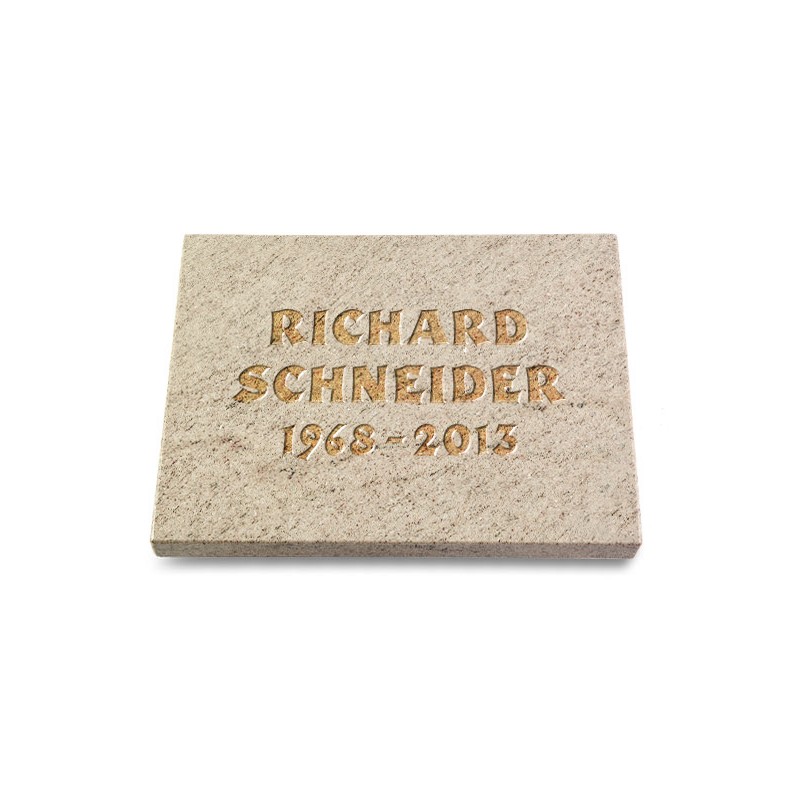 RICHARD
SCHNEIDER
1968 - 2013